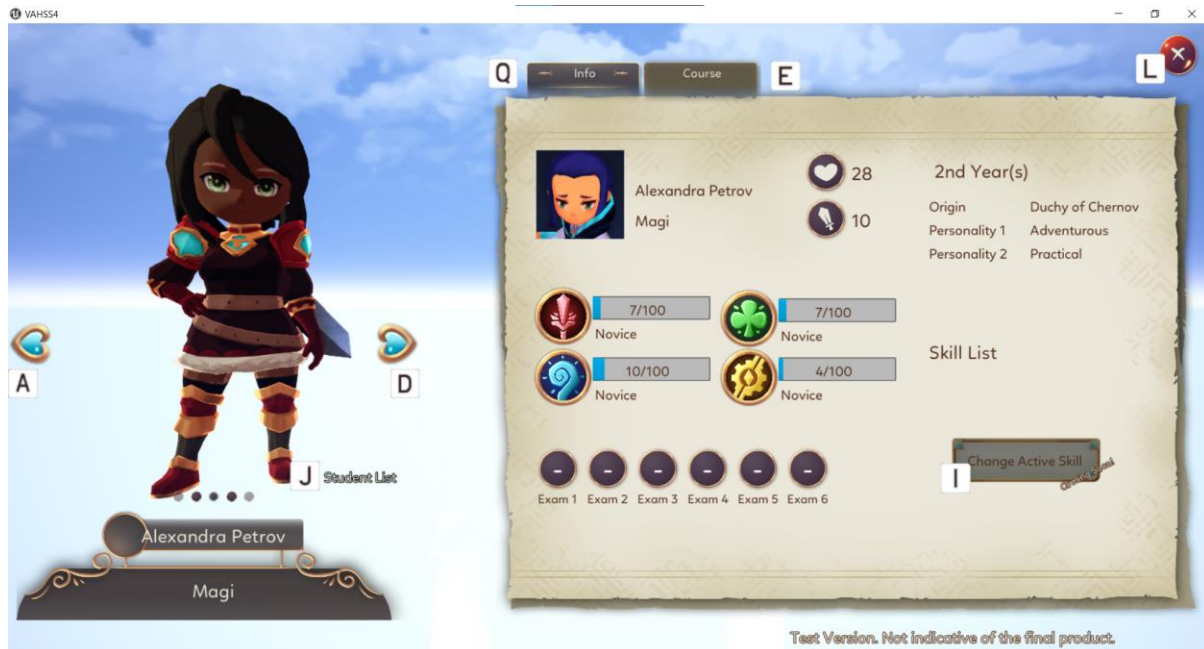 VAHSS4
Q
Info
Course
E
L
Alexandra Petrov
Magi
28
10
2nd Year(s)
Origin Duchy of Chernov
Personality 1 Adventurous
Personality 2 Practical
7/100
Novice
7/100
Novice
10/100
Novice
4/100
Novice
Skill List
Change Active Skill
Coming soon!
I
- - - - - -
Exam 1 Exam 2 Exam 3 Exam 4 Exam 5 Exam 6
A
D
J Student List
Alexandra Petrov
Magi
Test Version. Not indicative of the final product.